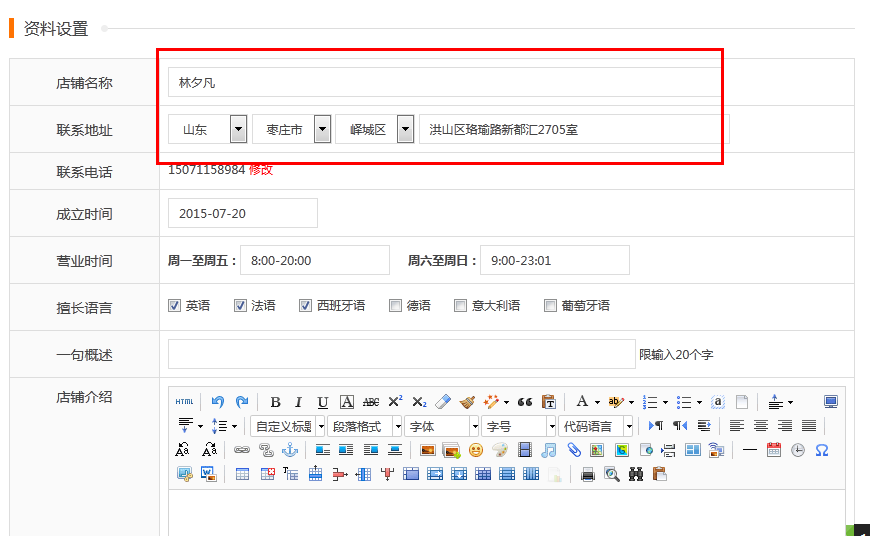 资料设置
店铺名称 林夕凡
联系地址 山东 枣庄市 峄城区 洪山区珞瑜路新都汇2705室
联系电话 15071158984 修改
成立时间 2015-07-20
营业时间 周一至周五： 8:00-20:00 周六至周日： 9:00-23:01
擅长语言 英语 法语 西班牙语 德语 意大利语 葡萄牙语
一句概述 限输入20个字
店铺介绍
HTML B I U A ABC X² X₂ A ab a
自定义标题 段落格式 字体 字号 代码语言